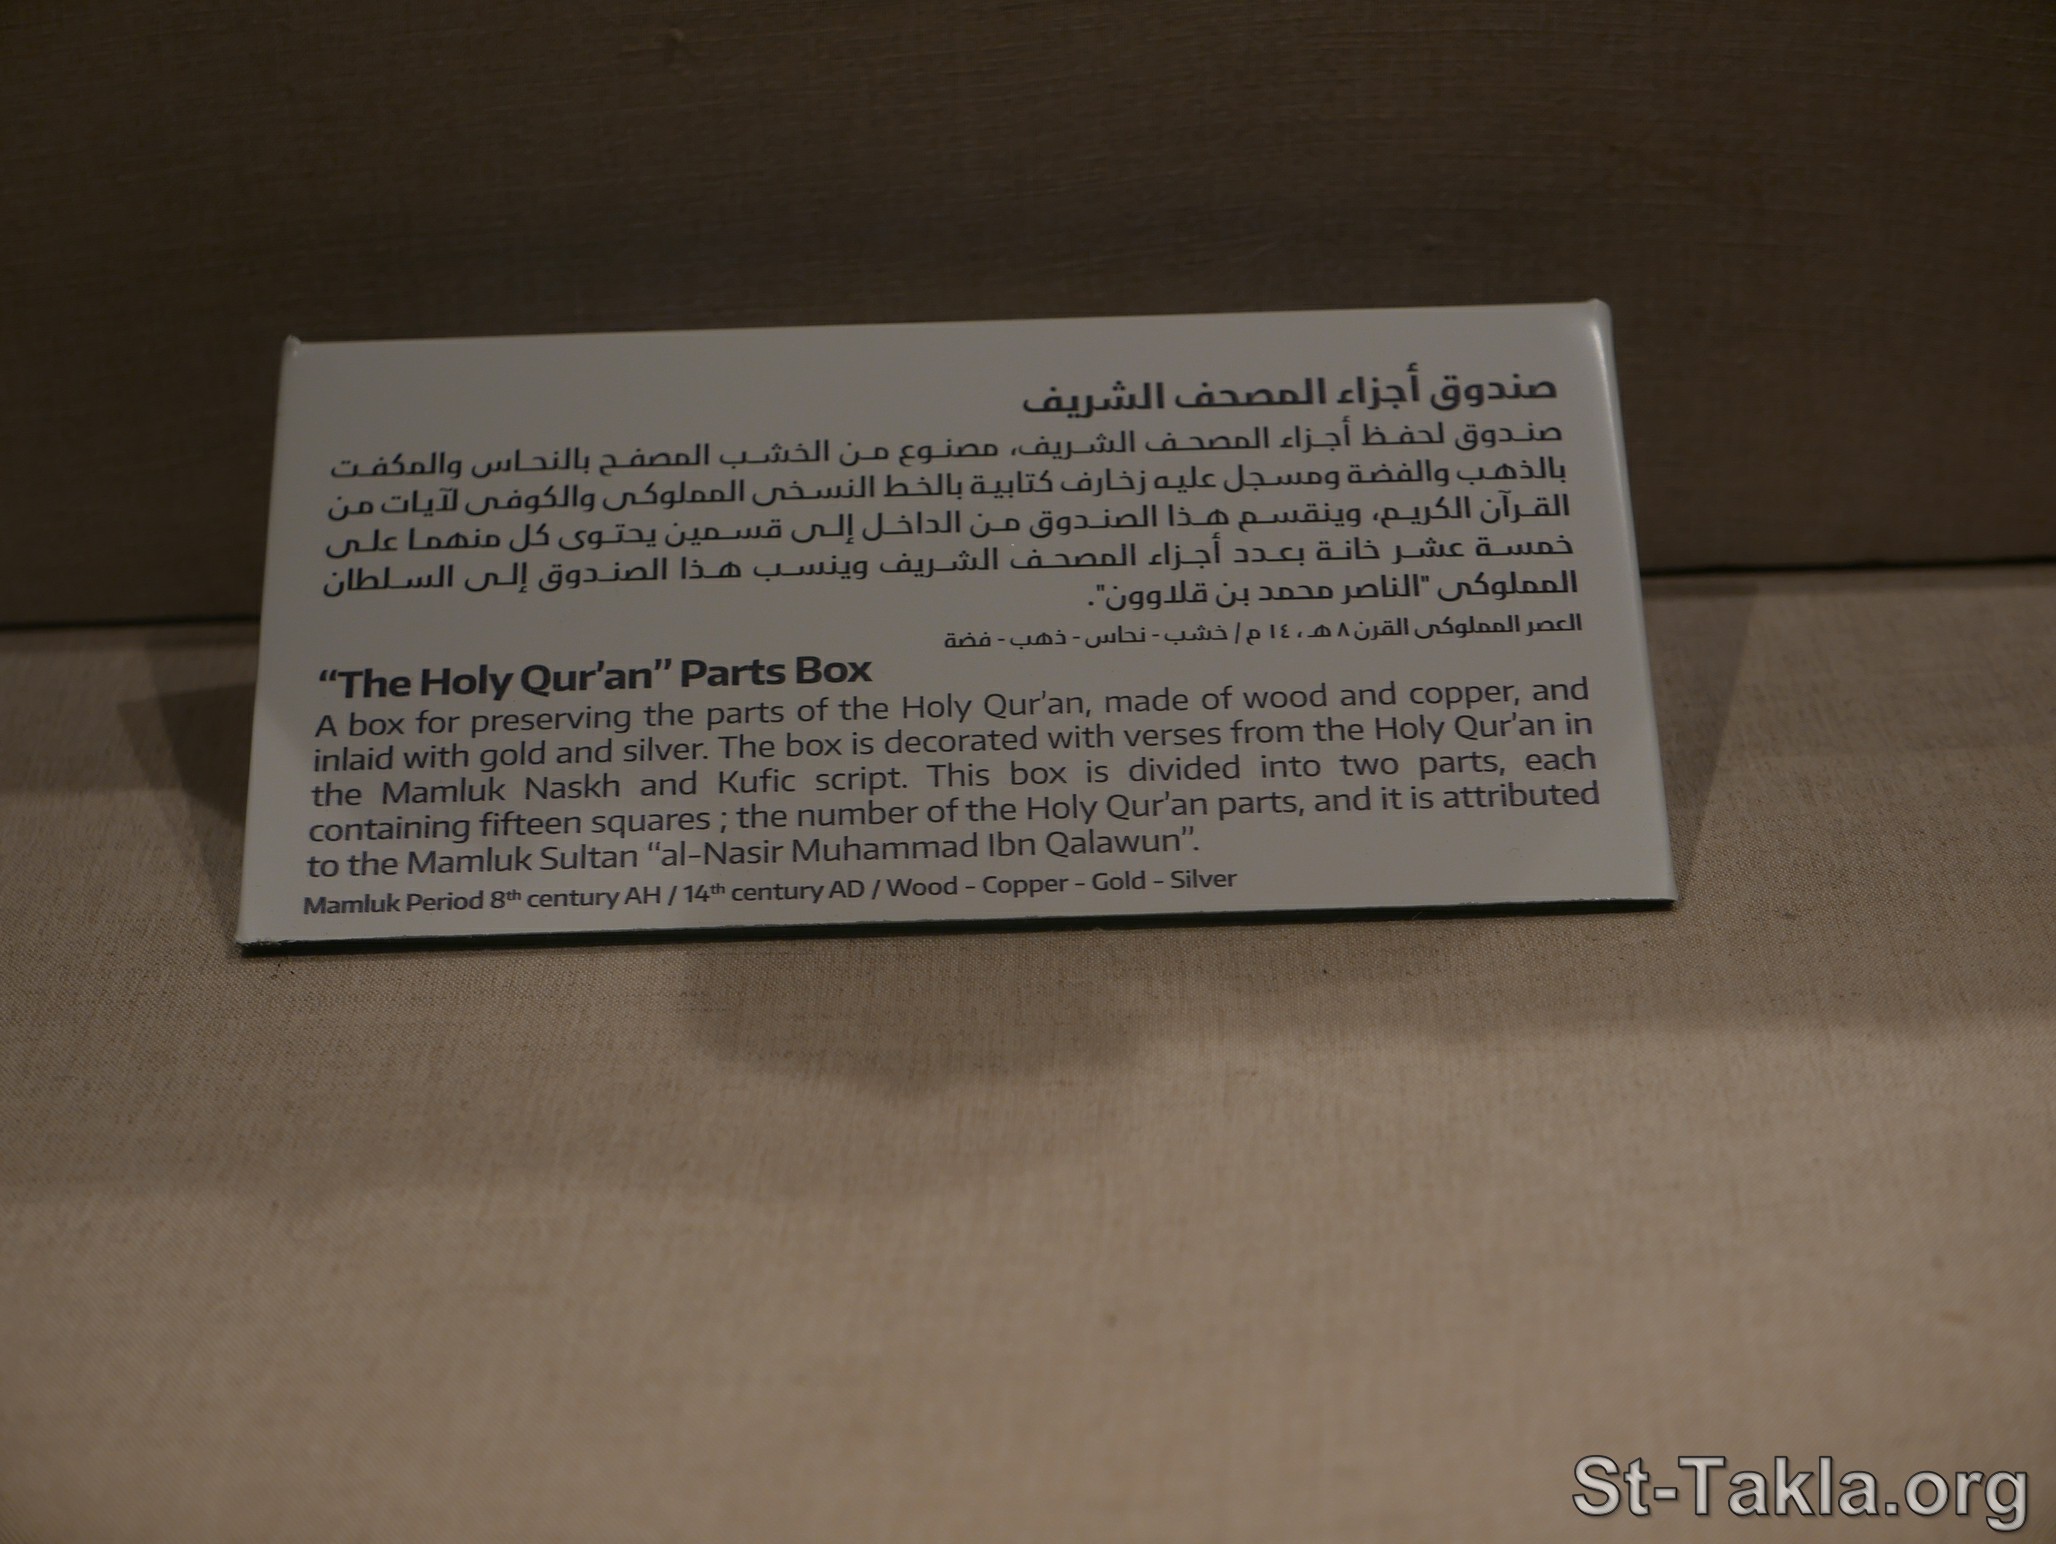 صندوق أجزاء المصحف الشريف
صندوق لحفظ أجزاء المصحف الشريف، مصنوع من الخشب المصفح بالنحاس والمكفت
بالذهب والفضة ومسجل عليه زخارف كتابية بالخط النسخى المملوكى والكوفى لآيات من
القرآن الكريم، وينقسم هذا الصندوق من الداخل إلى قسمين يحتوى كل منهما على
خمسة عشر خانة بعدد أجزاء المصحف الشريف وينسب هذا الصندوق إلى السلطان
المملوكى "الناصر محمد بن قلاوون".
العصر المملوكى القرن ٨ هـ، ١٤ م / خشب - نحاس - ذهب - فضة
“The Holy Qur’an” Parts Box
A box for preserving the parts of the Holy Qur’an, made of wood and copper, and
inlaid with gold and silver. The box is decorated with verses from the Holy Qur’an in
the Mamluk Naskh and Kufic script. This box is divided into two parts, each
containing fifteen squares ; the number of the Holy Qur’an parts, and it is attributed
to the Mamluk Sultan “al-Nasir Muhammad Ibn Qalawun”.
Mamluk Period 8th century AH / 14th century AD / Wood - Copper - Gold - Silver
St-Takla.org